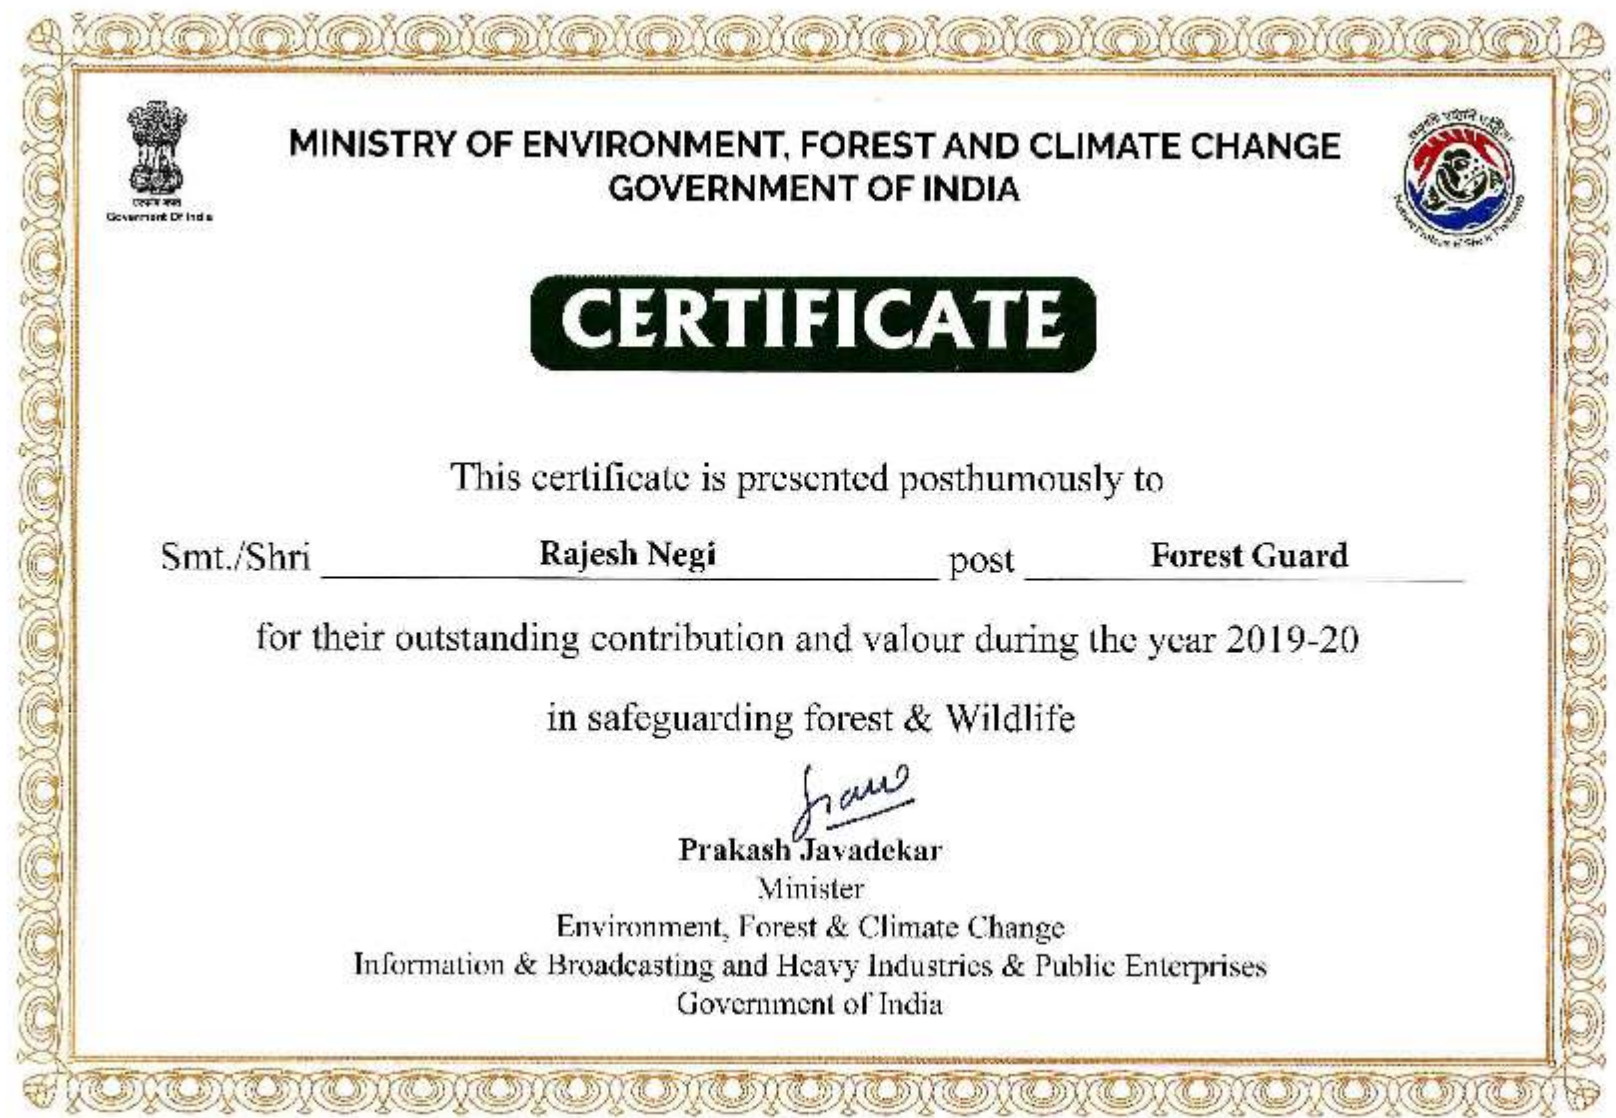 MINISTRY OF ENVIRONMENT, FOREST AND CLIMATE CHANGE
GOVERNMENT OF INDIA
Government Of India
CERTIFICATE
This certificate is presented posthumously to
Smt./Shri Rajesh Negi post Forest Guard
for their outstanding contribution and valour during the year 2019-20
in safeguarding forest & Wildlife
Prakash Javadekar
Minister
Environment, Forest & Climate Change
Information & Broadcasting and Heavy Industries & Public Enterprises
Government of India